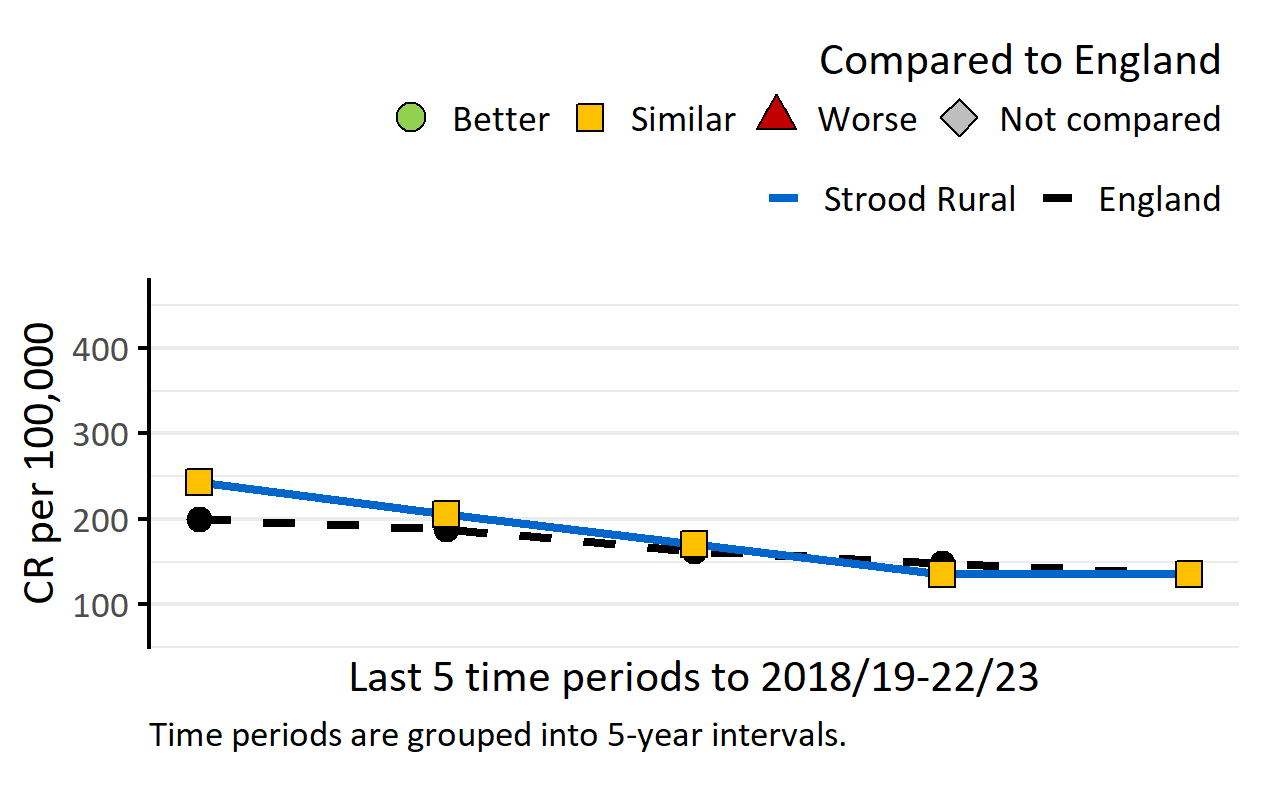 Compared to England
Better Similar Worse Not compared
Strood Rural England
CR per 100,000
400
300
200
100
Last 5 time periods to 2018/19-22/23
Time periods are grouped into 5-year intervals.